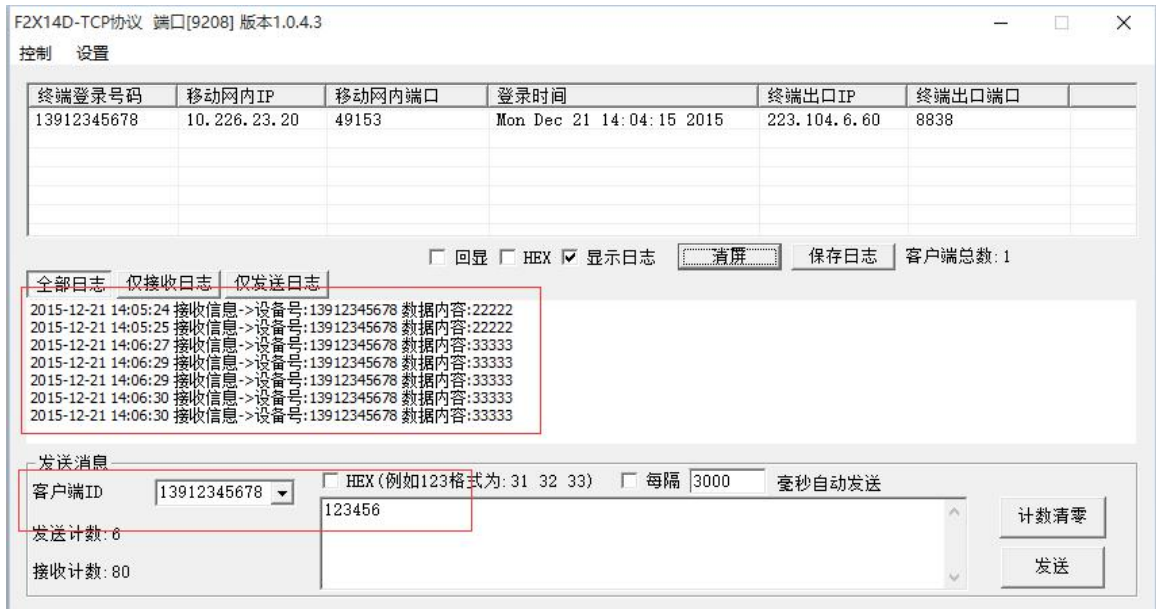 F2X14D-TCP协议 端口[9208] 版本1.0.4.3
控制 设置
终端登录号码 移动网内IP 移动网内端口 登录时间 终端出口IP 终端出口端口
13912345678 10.226.23.20 49153 Mon Dec 21 14:04:15 2015 223.104.6.60 8838
回显 HEX 显示日志 清屏 保存日志 客户端总数:1
全部日志 仅接收日志 仅发送日志
2015-12-21 14:05:24 接收信息->设备号:13912345678 数据内容:22222
2015-12-21 14:05:25 接收信息->设备号:13912345678 数据内容:22222
2015-12-21 14:06:27 接收信息->设备号:13912345678 数据内容:33333
2015-12-21 14:06:29 接收信息->设备号:13912345678 数据内容:33333
2015-12-21 14:06:29 接收信息->设备号:13912345678 数据内容:33333
2015-12-21 14:06:30 接收信息->设备号:13912345678 数据内容:33333
2015-12-21 14:06:30 接收信息->设备号:13912345678 数据内容:33333
发送消息
客户端ID 13912345678 HEX(例如123格式为:31 32 33) 每隔 3000 毫秒自动发送
123456
计数清零
发送计数:6
接收计数:80
发送